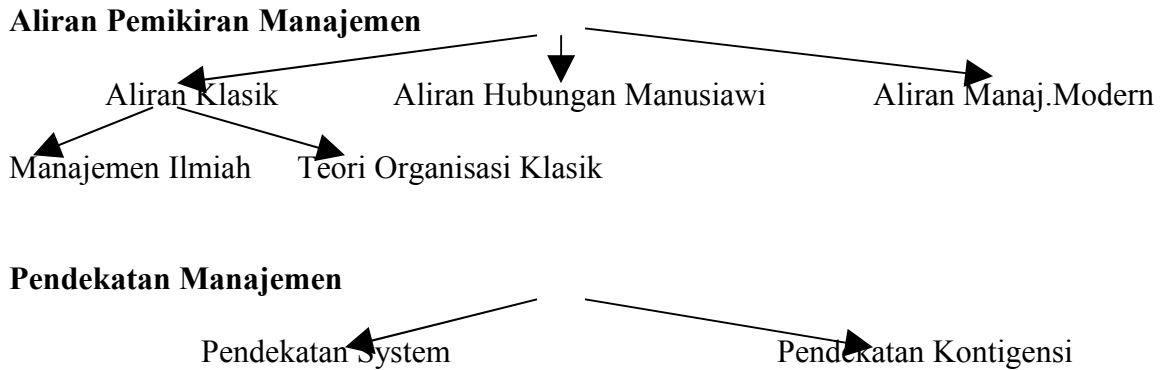 Aliran Pemikiran Manajemen
Aliran Klasik Aliran Hubungan Manusiawi Aliran Manaj.Modern
Manajemen Ilmiah Teori Organisasi Klasik
Pendekatan Manajemen
Pendekatan System Pendekatan Kontigensi